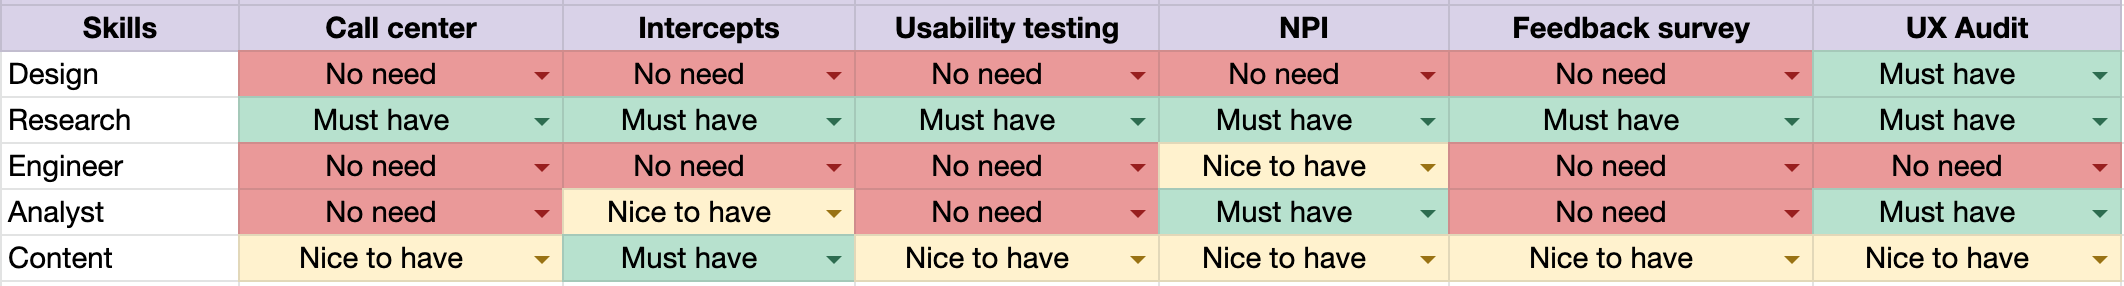 Skills Call center Intercepts Usability testing NPI Feedback survey UX Audit
Design No need No need No need No need No need Must have
Research Must have Must have Must have Must have Must have Must have
Engineer No need No need No need Nice to have No need No need
Analyst No need Nice to have No need Must have No need Must have
Content Nice to have Must have Nice to have Nice to have Nice to have Nice to have